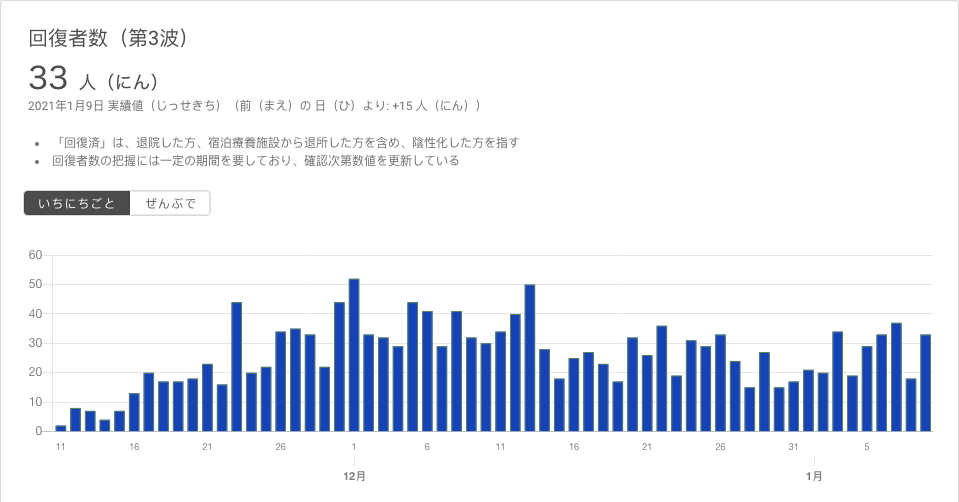 回復者数（第3波）
33 人（にん）
2021年1月9日 実績値（じっせきち）（前（まえ）の 日（ひ）より: +15 人（にん））
• 「回復済」は、退院した方、宿泊療養施設から退所した方を含め、陰性化した方を指す
• 回復者数の把握には一定の期間を要しており、確認次第数値を更新している
いちにちごと ぜんぶで
60
50
40
30
20
10
0
11 16 21 26 1 6 11 16 21 26 31 5
12月 1月